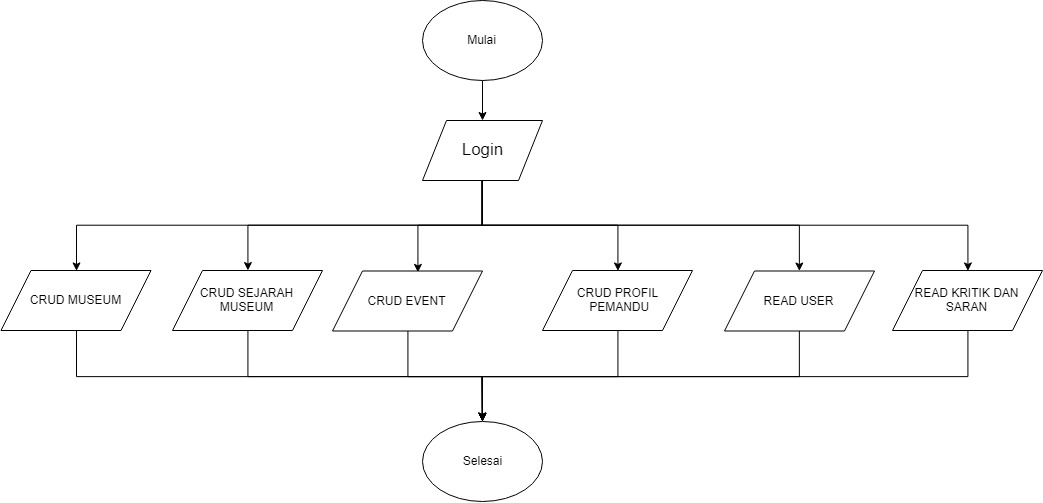 Mulai
Login
CRUD MUSEUM
CRUD SEJARAH
MUSEUM
CRUD EVENT
CRUD PROFIL
PEMANDU
READ USER
READ KRITIK DAN
SARAN
Selesai